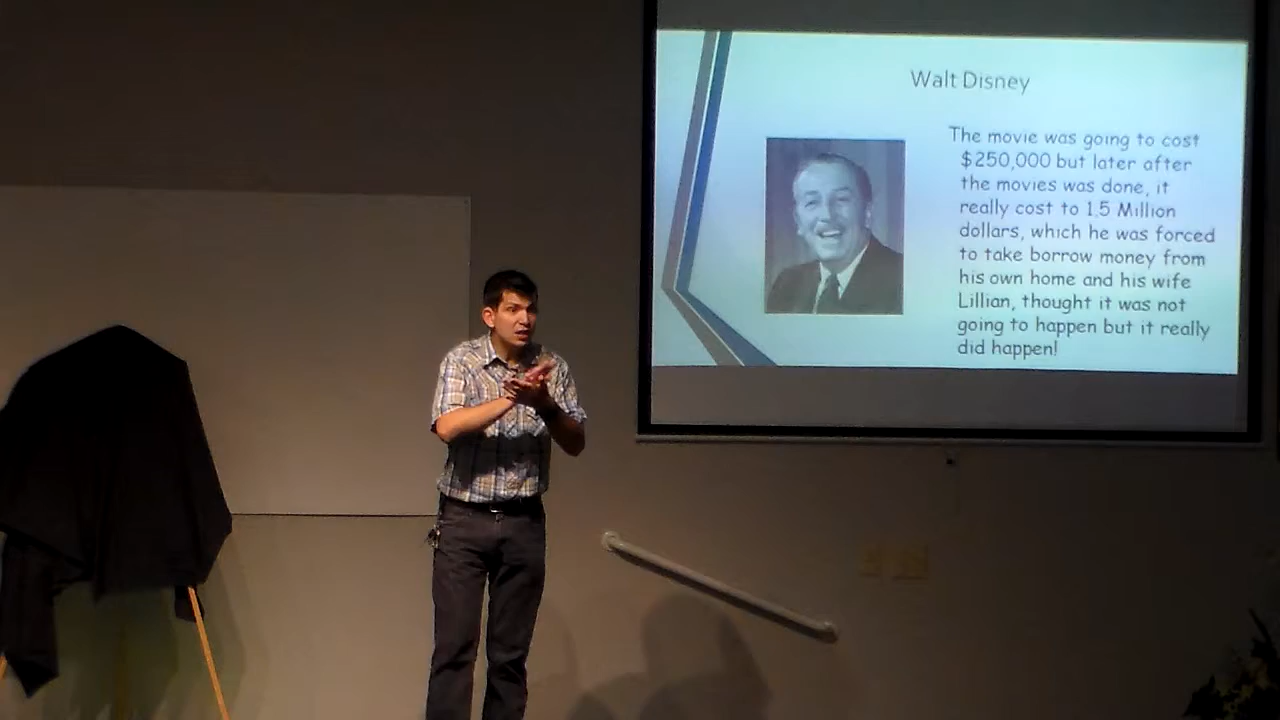 Walt Disney
The movie was going to cost
$250,000 but later after
the movies was done, it
really cost to 1.5 Million
dollars, which he was forced
to take borrow money from
his own home and his wife
Lillian, thought it was not
going to happen but it really
did happen!